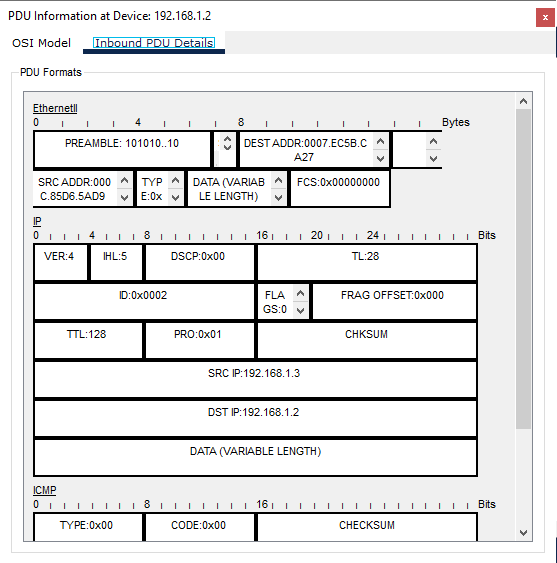 PDU Information at Device: 192.168.1.2
x
OSI Model Inbound PDU Details
PDU Formats
EthernetII
0 4 8 Bytes
PREAMBLE: 101010..10
DEST ADDR:0007.EC5B.C
A27
SRC ADDR:000
C.85D6.5AD9
TYP
E:0x
DATA (VARIAB
LE LENGTH)
FCS:0x00000000
IP
0 4 8 16 20 24 Bits
VER:4 IHL:5 DSCP:0x00 TL:28
ID:0x0002
FLA
GS:0
FRAG OFFSET:0x000
TTL:128 PRO:0x01 CHKSUM
SRC IP:192.168.1.3
DST IP:192.168.1.2
DATA (VARIABLE LENGTH)
ICMP
0 8 16 Bits
TYPE:0x00 CODE:0x00 CHECKSUM